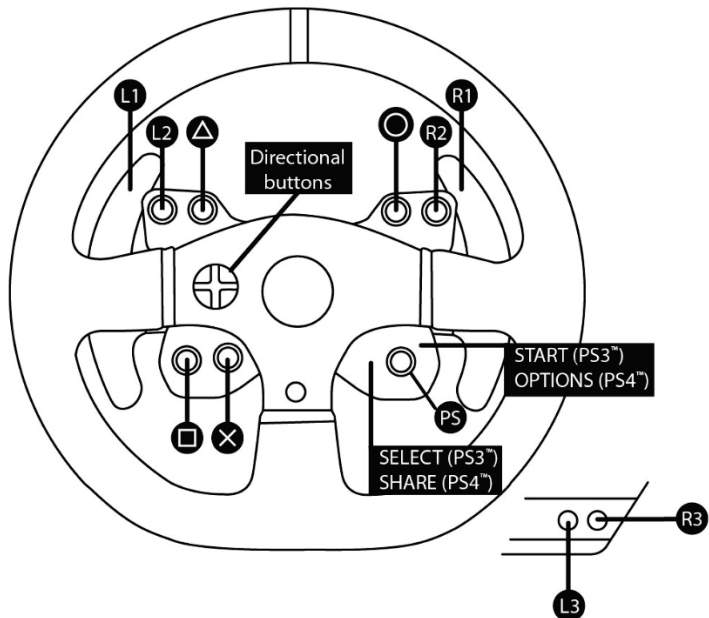 L1
R1
L2
R2
Directional
buttons
START (PS3™)
OPTIONS (PS4™)
PS
SELECT (PS3™)
SHARE (PS4™)
R3
L3